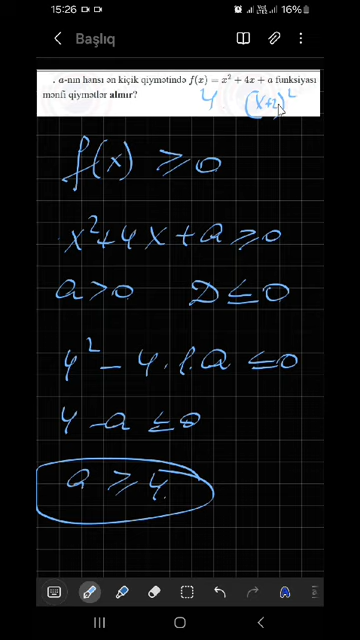 15:26 16%
Başlıq
. a-nın hansı ən kiçik qiymətində f(x) = x² + 4x + a funksiyası
mənfi qiymətlər almır?
4 (x+2)²
f(x) ≥ 0
x² + 4x + a ≥ 0
a > 0 D ≤ 0
4² − 4 · 1 · a ≤ 0
4 − a ≤ 0
a ≥ 4.